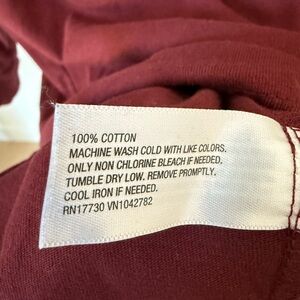 100% COTTON
MACHINE WASH COLD WITH LIKE COLORS.
ONLY NON CHLORINE BLEACH IF NEEDED.
TUMBLE DRY LOW. REMOVE PROMPTLY.
COOL IRON IF NEEDED.
RN17730 VN1042782